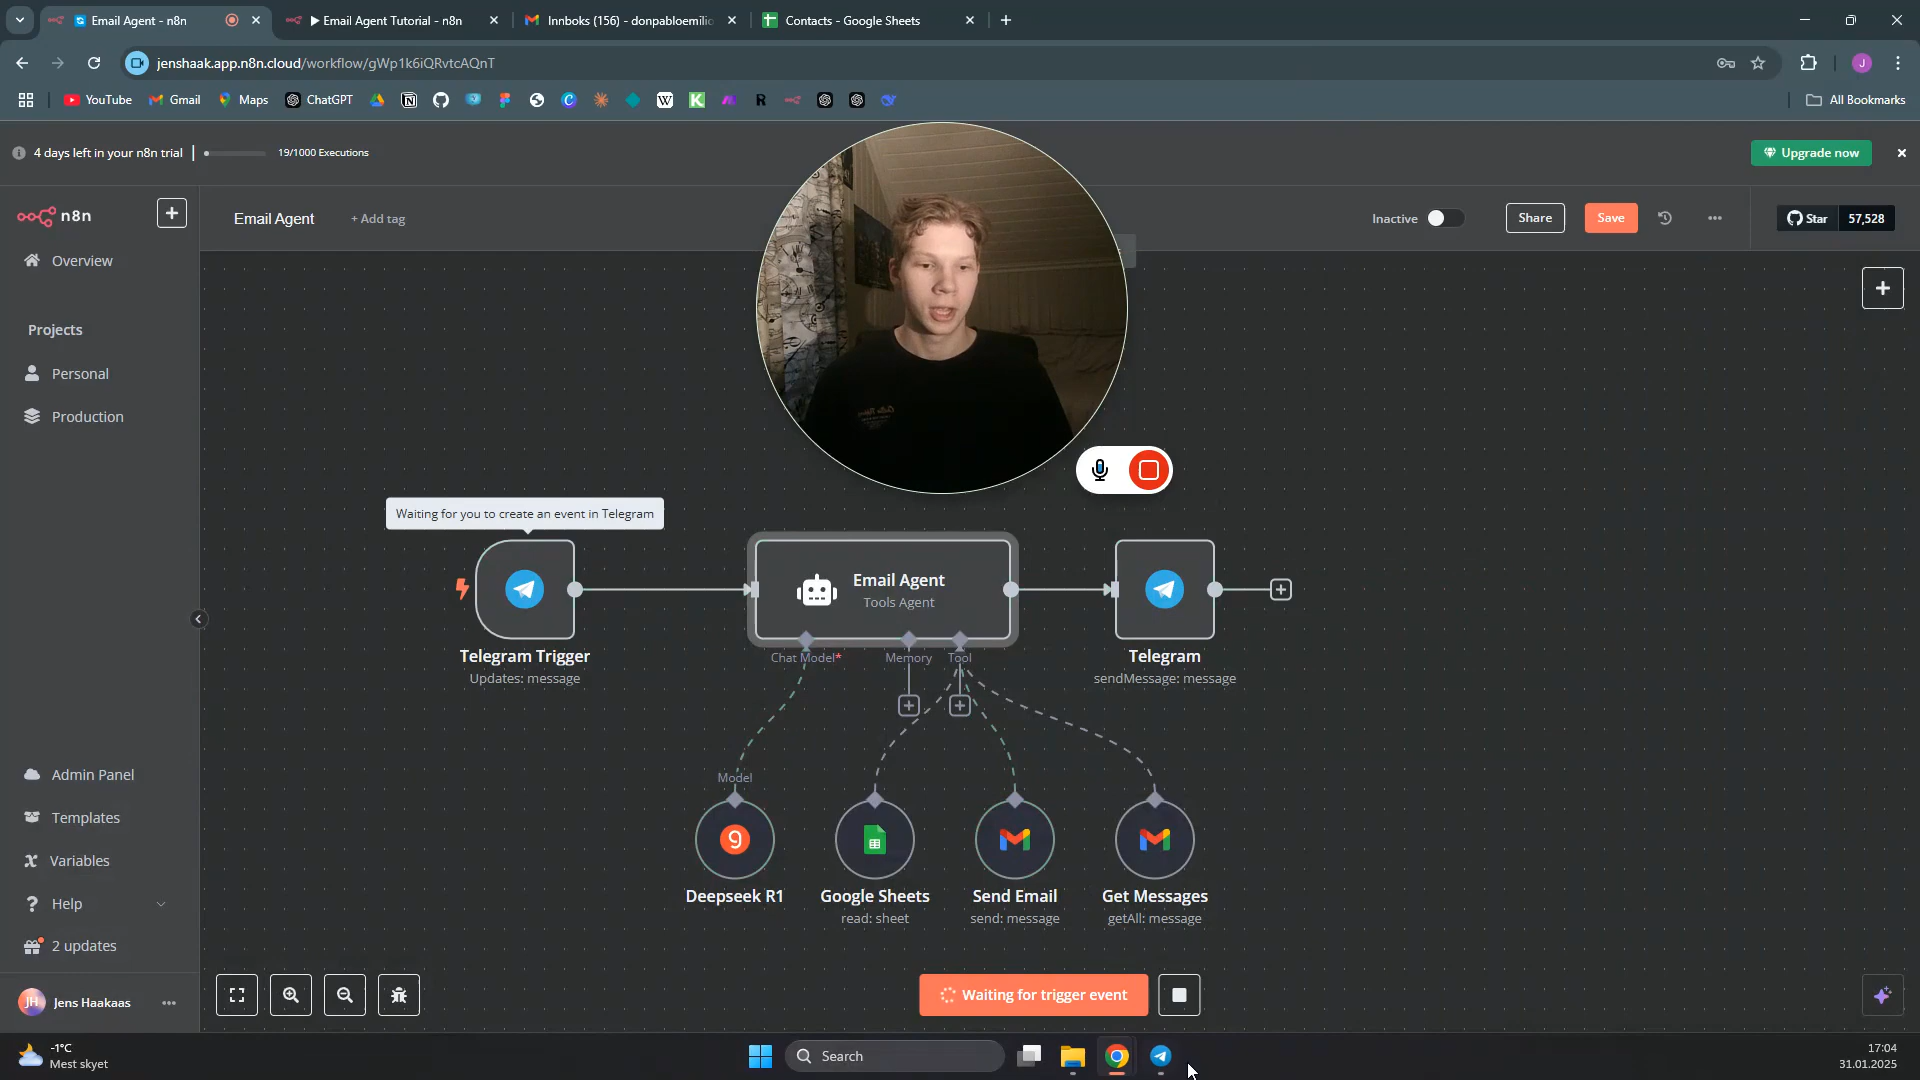 Email Agent - n8n
▶ Email Agent Tutorial - n8n
Innboks (156) - donpabloemilio
Contacts - Google Sheets
jenshaak.app.n8n.cloud/workflow/gWp1k6iQRvtcAQnT
YouTube
Gmail
Maps
ChatGPT
All Bookmarks
4 days left in your n8n trial
19/1000 Executions
Upgrade now
n8n
Email Agent
+ Add tag
Inactive
Share
Save
Star
57,528
Overview
Projects
Personal
Production
Waiting for you to create an event in Telegram
Email Agent
Tools Agent
Telegram Trigger
Updates: message
Chat Model*
Memory
Tool
Telegram
sendMessage: message
Model
Deepseek R1
Google Sheets
read: sheet
Send Email
send: message
Get Messages
getAll: message
Admin Panel
Templates
Variables
Help
2 updates
JH
Jens Haakaas
Waiting for trigger event
-1°C
Mest skyet
Search
17:04
31.01.2025